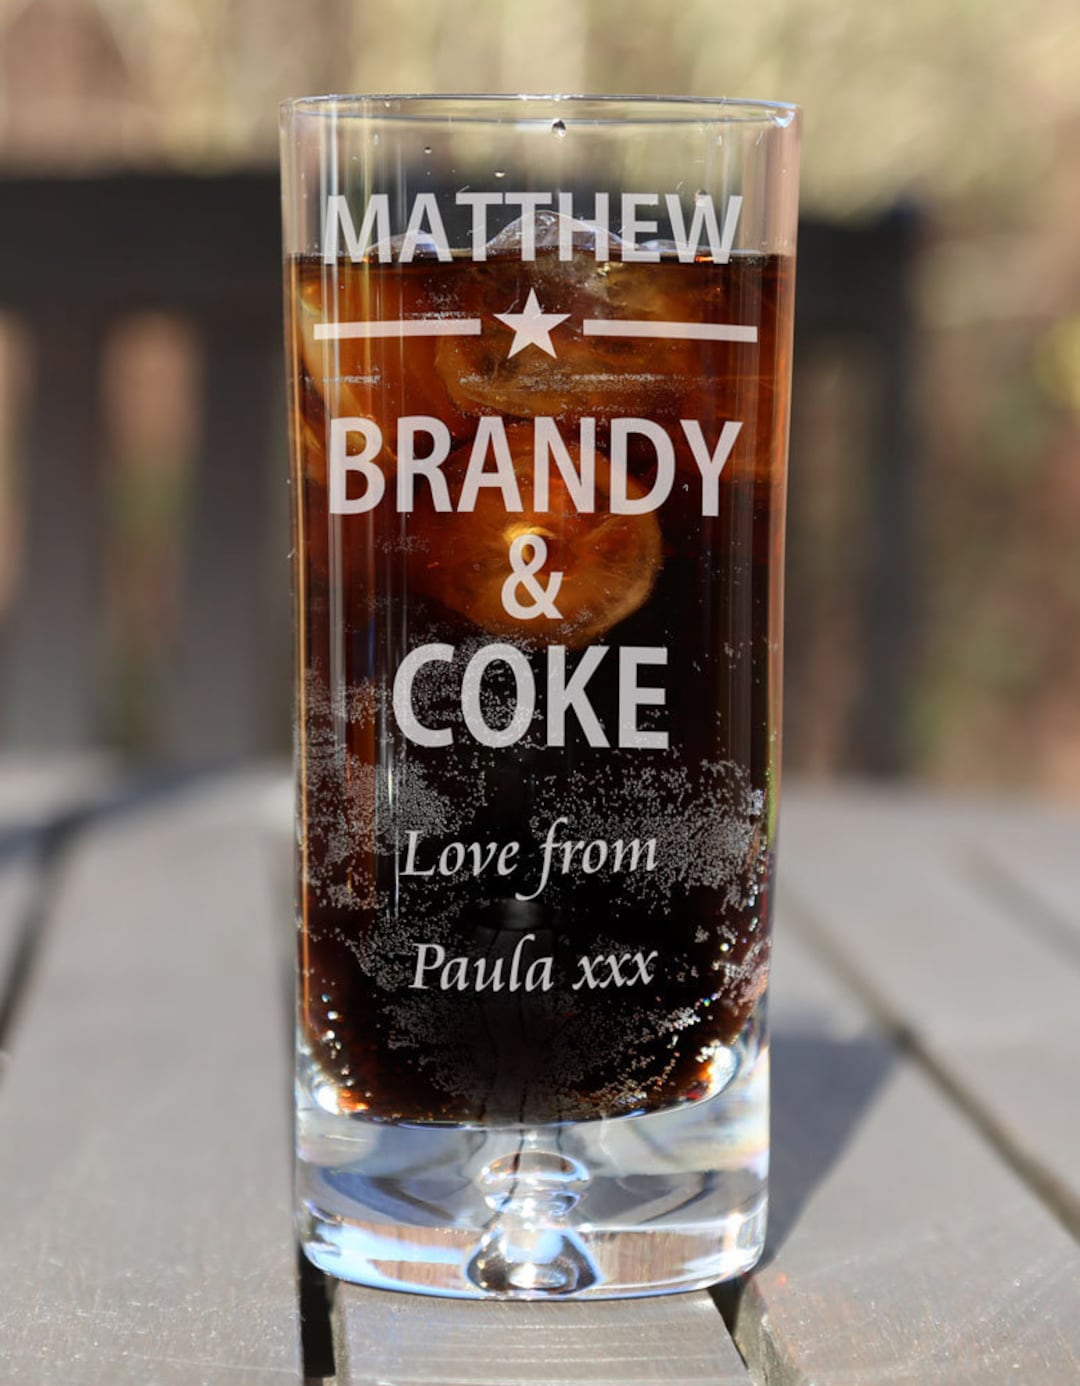 MATTHEW
BRANDY
&
COKE
Love from
Paula xxx